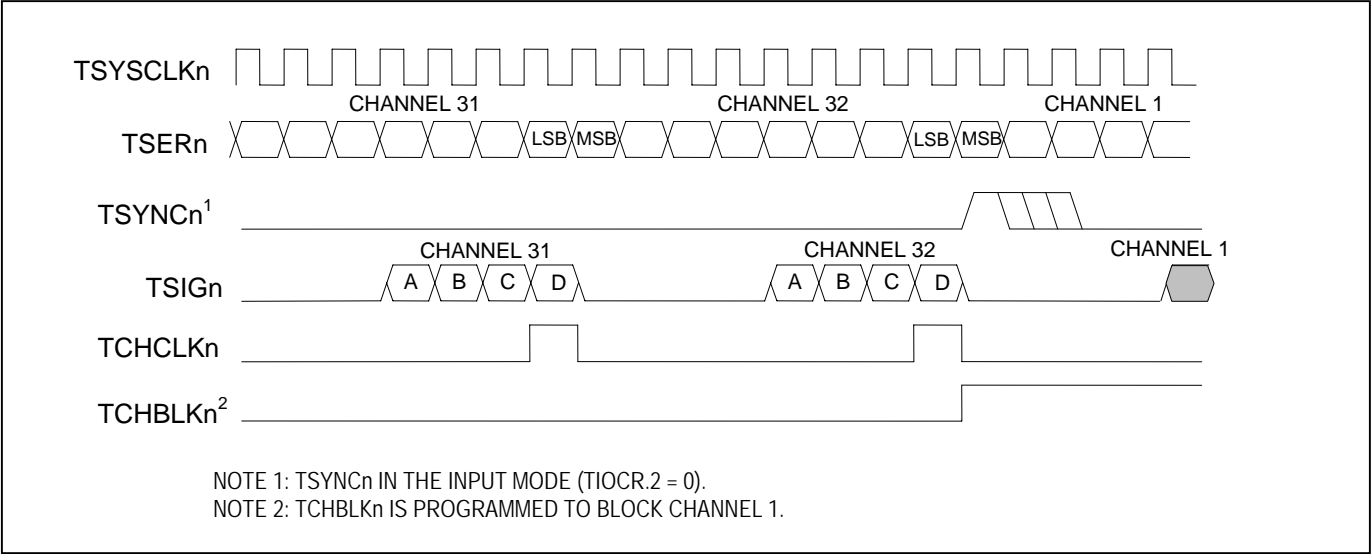 TSYSCLKn
CHANNEL 31 CHANNEL 32 CHANNEL 1
TSERn LSB MSB LSB MSB
TSYNCn1
CHANNEL 31 CHANNEL 32 CHANNEL 1
TSIGn A B C D A B C D
TCHCLKn
TCHBLKn2
NOTE 1: TSYNCn IN THE INPUT MODE (TIOCR.2 = 0).
NOTE 2: TCHBLKn IS PROGRAMMED TO BLOCK CHANNEL 1.